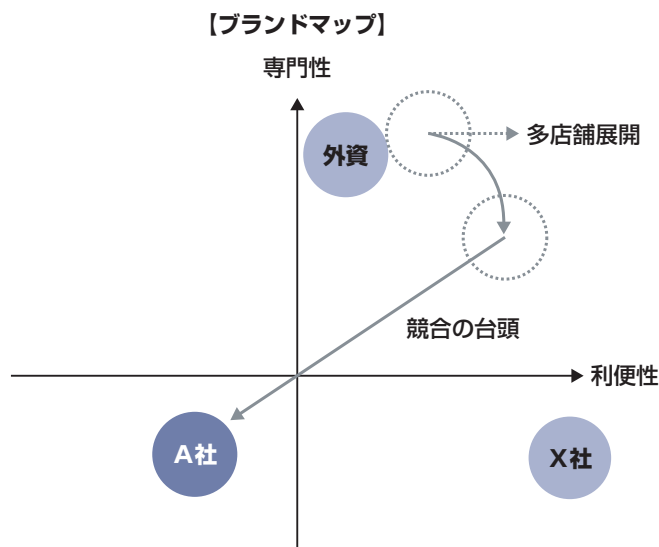 【ブランドマップ】
専門性
外資
多店舗展開
競合の台頭
利便性
A社
X社